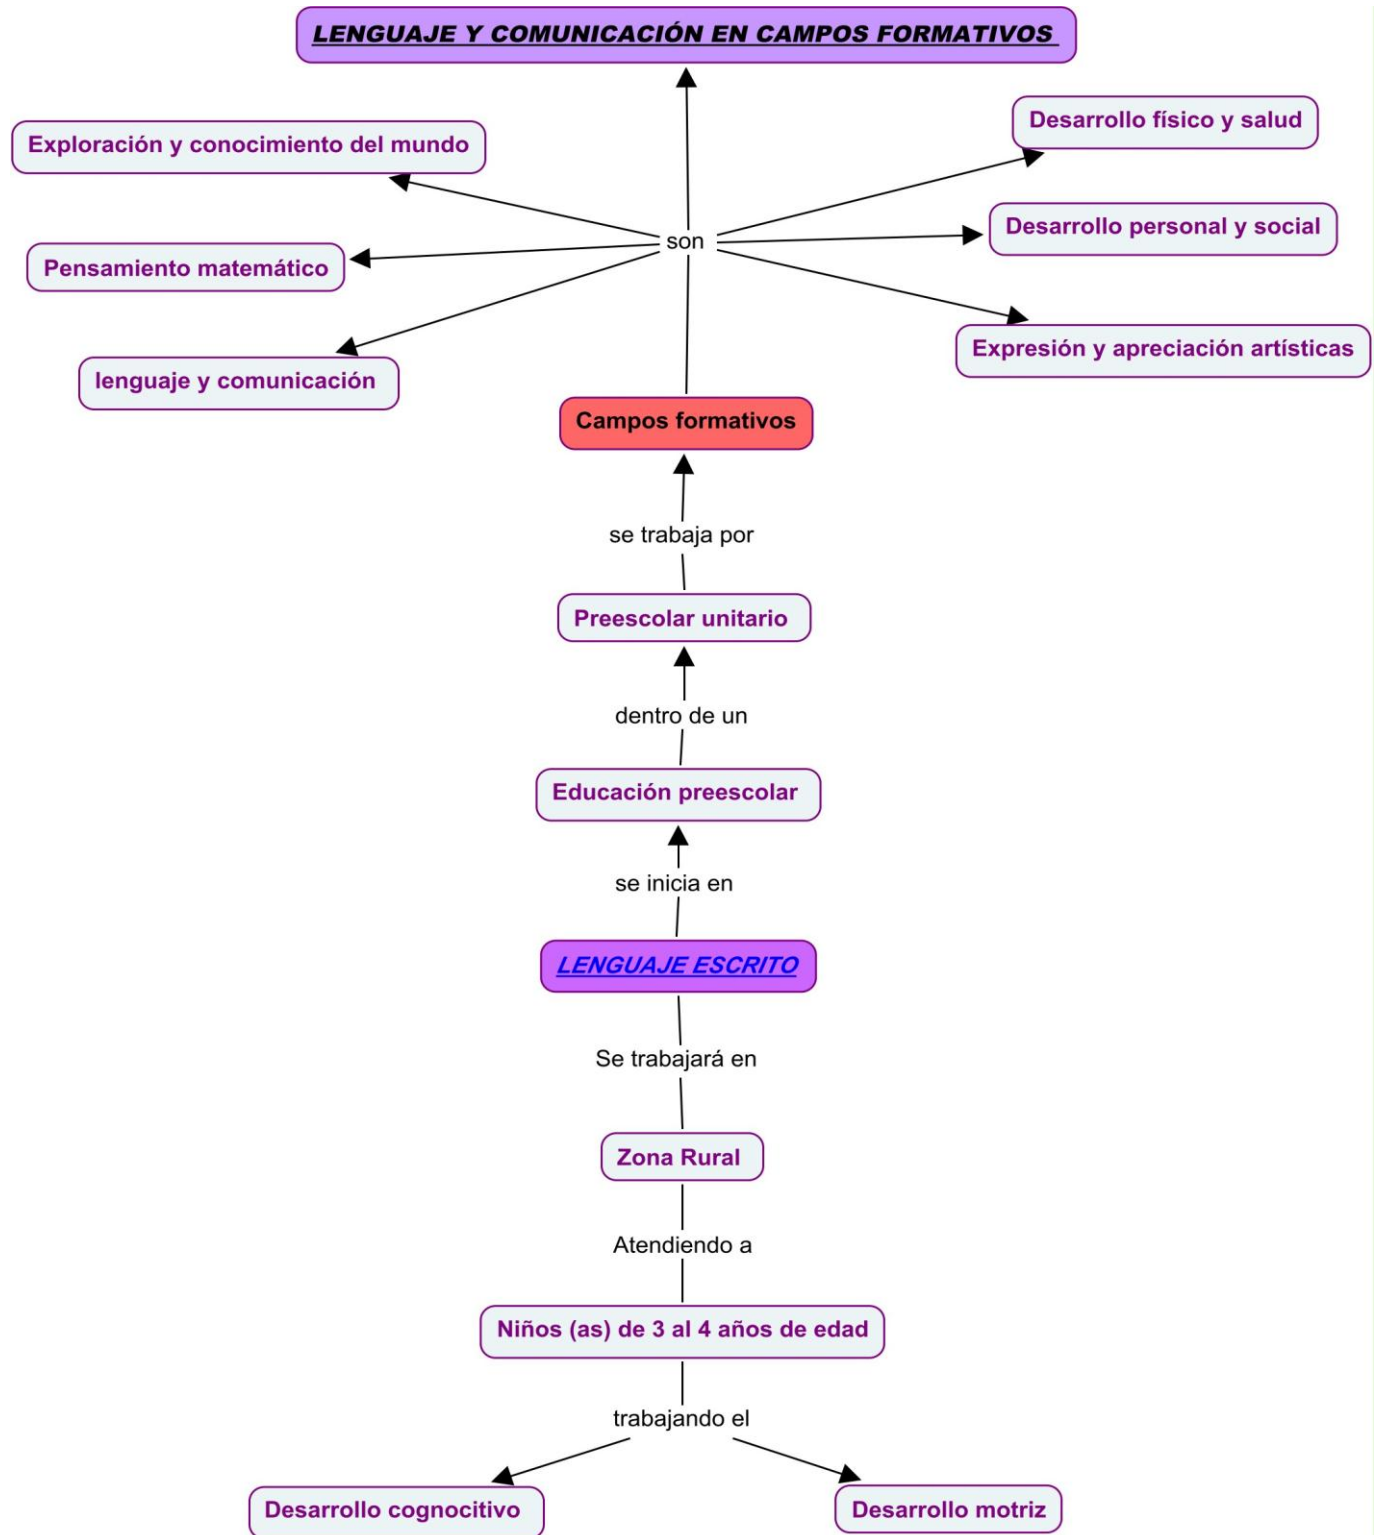 LENGUAJE Y COMUNICACIÓN EN CAMPOS FORMATIVOS
Desarrollo físico y salud
Exploración y conocimiento del mundo
Desarrollo personal y social
son
Pensamiento matemático
Expresión y apreciación artísticas
lenguaje y comunicación
Campos formativos
se trabaja por
Preescolar unitario
dentro de un
Educación preescolar
se inicia en
LENGUAJE ESCRITO
Se trabajará en
Zona Rural
Atendiendo a
Niños (as) de 3 al 4 años de edad
trabajando el
Desarrollo cognocitivo
Desarrollo motriz